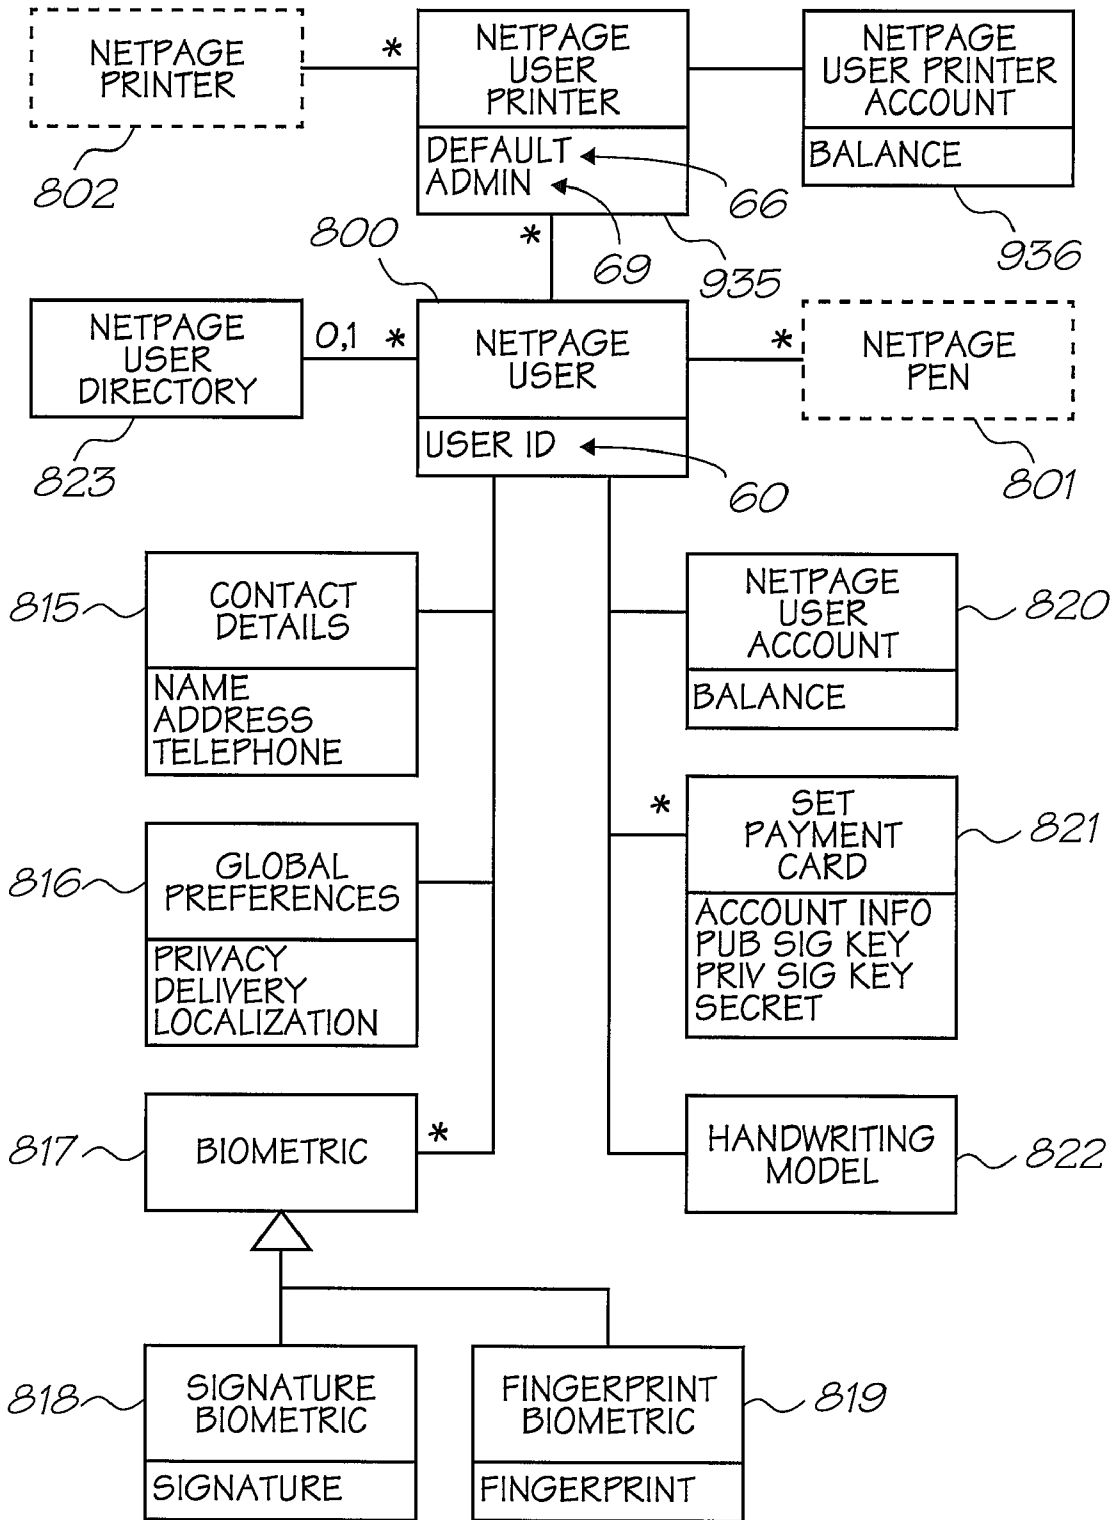 NETPAGE
PRINTER
802
*
NETPAGE
USER
PRINTER
DEFAULT
ADMIN
66
69
935
NETPAGE
USER PRINTER
ACCOUNT
BALANCE
936
*
800
NETPAGE
USER
DIRECTORY
823
0,1 *
NETPAGE
USER
USER ID
60
*
NETPAGE
PEN
801
815
CONTACT
DETAILS
NAME
ADDRESS
TELEPHONE
NETPAGE
USER
ACCOUNT
BALANCE
820
816
GLOBAL
PREFERENCES
PRIVACY
DELIVERY
LOCALIZATION
*
SET
PAYMENT
CARD
ACCOUNT INFO
PUB SIG KEY
PRIV SIG KEY
SECRET
821
817
BIOMETRIC
*
HANDWRITING
MODEL
822
818
SIGNATURE
BIOMETRIC
SIGNATURE
FINGERPRINT
BIOMETRIC
FINGERPRINT
819